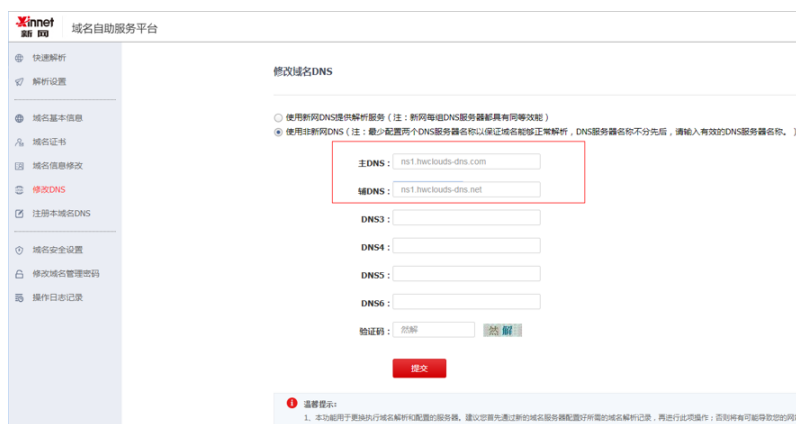 Xinnet
新网
域名自助服务平台
快速解析
解析设置
域名基本信息
域名证书
域名信息修改
修改DNS
注册本域名DNS
域名安全设置
修改域名管理密码
操作日志记录
修改域名DNS
使用新网DNS提供解析服务（注：新网每组DNS服务器都具有同等效能）
使用非新网DNS（注：最少配置两个DNS服务器名称以保证域名能够正常解析，DNS服务器名称不分先后，请输入有效的DNS服务器名称。）
主DNS： ns1.hwclouds-dns.com
辅DNS： ns1.hwclouds-dns.net
DNS3：
DNS4：
DNS5：
DNS6：
验证码： 然解 然解
提交
温馨提示:
1、本功能用于更换执行域名解析和配置的服务器。建议您首先通过新的域名服务器配置好所需的域名解析记录，再进行此项操作；否则将有可能导致您的网